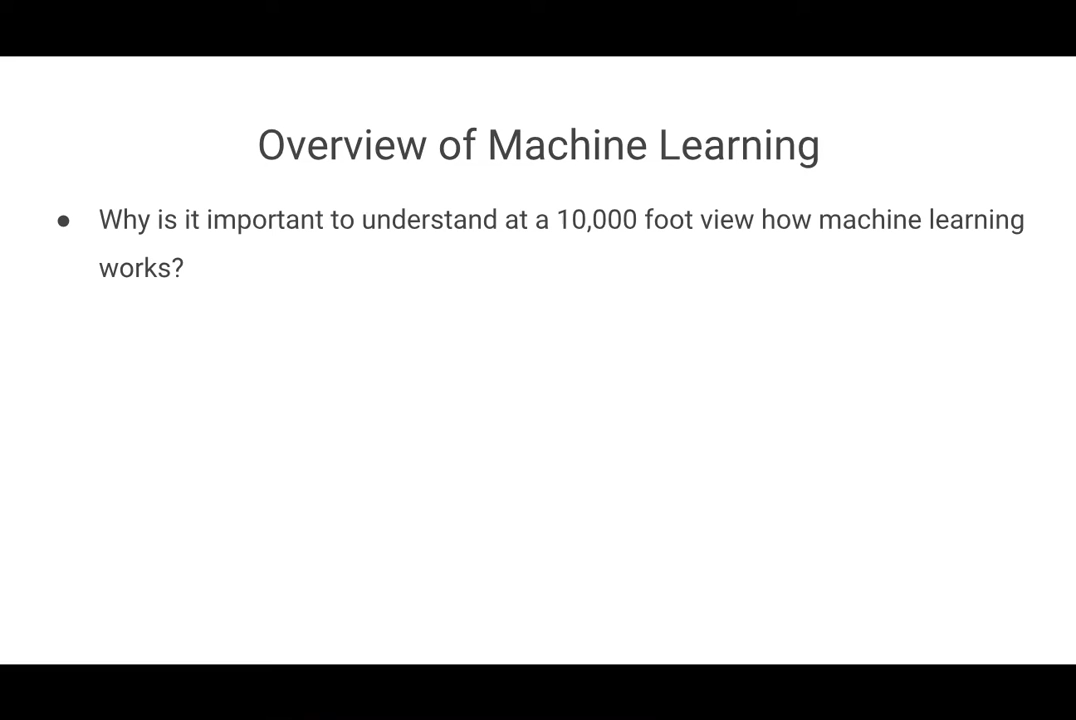 Overview of Machine Learning
● Why is it important to understand at a 10,000 foot view how machine learning
works?